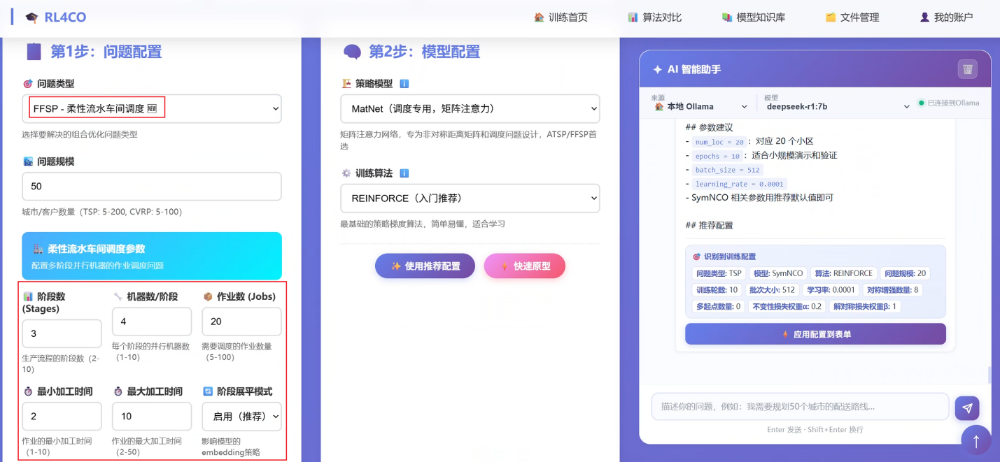 RL4CO
训练首页
算法对比
模型知识库
文件管理
我的账户
第1步：问题配置
问题类型
FFSP - 柔性流水车间调度 NEW
选择要解决的组合优化问题类型
问题规模
50
城市/客户数量（TSP: 5-200, CVRP: 5-100）
柔性流水车间调度参数
配置多阶段并行机器的作业调度问题
阶段数
(Stages)
3
生产流程的阶段数（2-
10）
机器数/阶段
4
每个阶段的并行机器数
（1-10）
作业数 (Jobs)
20
需要调度的作业数量
（5-100）
最小加工时间
2
作业的最小加工时间
（1-10）
最大加工时间
10
作业的最大加工时间
（2-50）
阶段展平模式
启用（推荐）
影响模型的
embedding策略
第2步：模型配置
策略模型
MatNet（调度专用，矩阵注意力）
矩阵注意力网络，专为非对称距离矩阵和调度问题设计，ATSP/FFSP首
选
训练算法
REINFORCE（入门推荐）
最基础的策略梯度算法，简单易懂，适合学习
使用推荐配置
快速原型
AI 智能助手
来源
本地 Ollama
模型
deepseek-r1:7b
已连接到Ollama
## 参数建议
- num_loc = 20 ：对应 20 个小区
- epochs = 10 ：适合小规模演示和验证
- batch_size = 512
- learning_rate = 0.0001
- SymNCO 相关参数用推荐默认值即可
## 推荐配置
识别到训练配置
问题类型: TSP 模型: SymNCO 算法: REINFORCE 问题规模: 20
训练轮数: 10 批次大小: 512 学习率: 0.0001 对称增强数量: 8
多起点数量: 0 不变性损失权重α: 0.2 解对称损失权重β: 1
应用配置到表单
描述你的问题，例如：我需要规划50个城市的配送路线...
Enter 发送 · Shift+Enter 换行